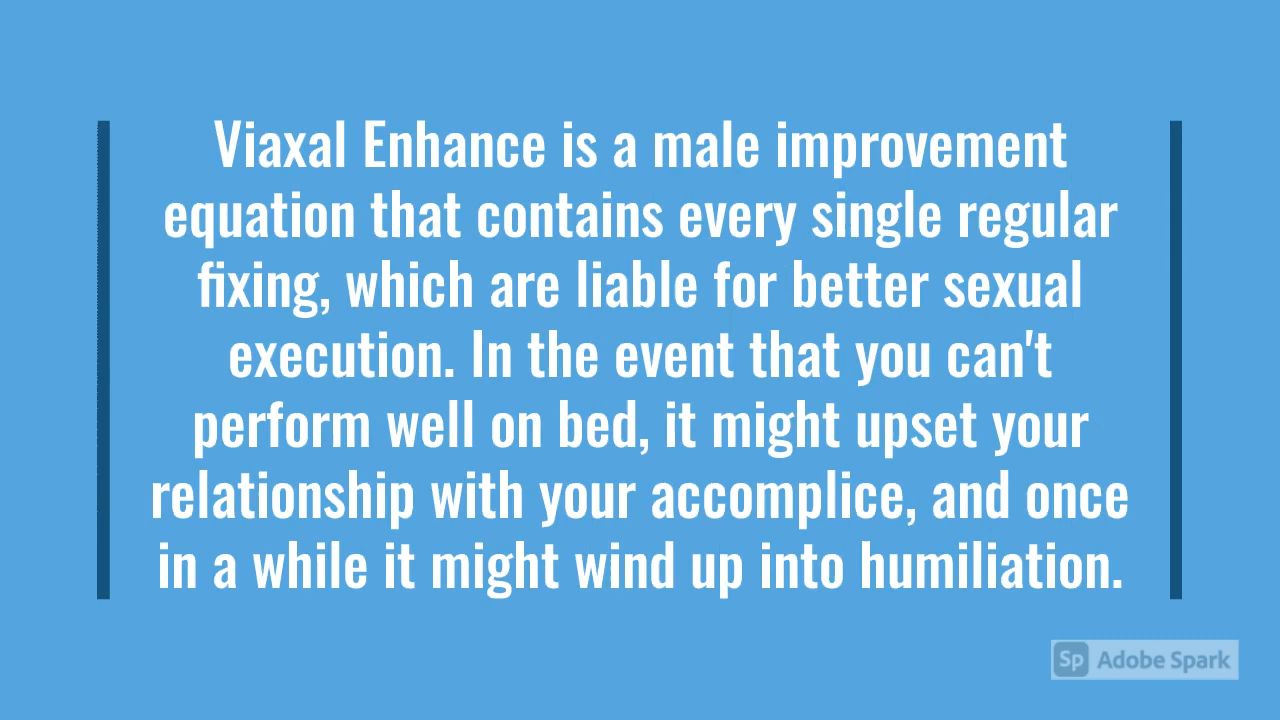 Viaxal Enhance is a male improvement
equation that contains every single regular
fixing, which are liable for better sexual
execution. In the event that you can't
perform well on bed, it might upset your
relationship with your accomplice, and once
in a while it might wind up into humiliation.
Sp Adobe Spark